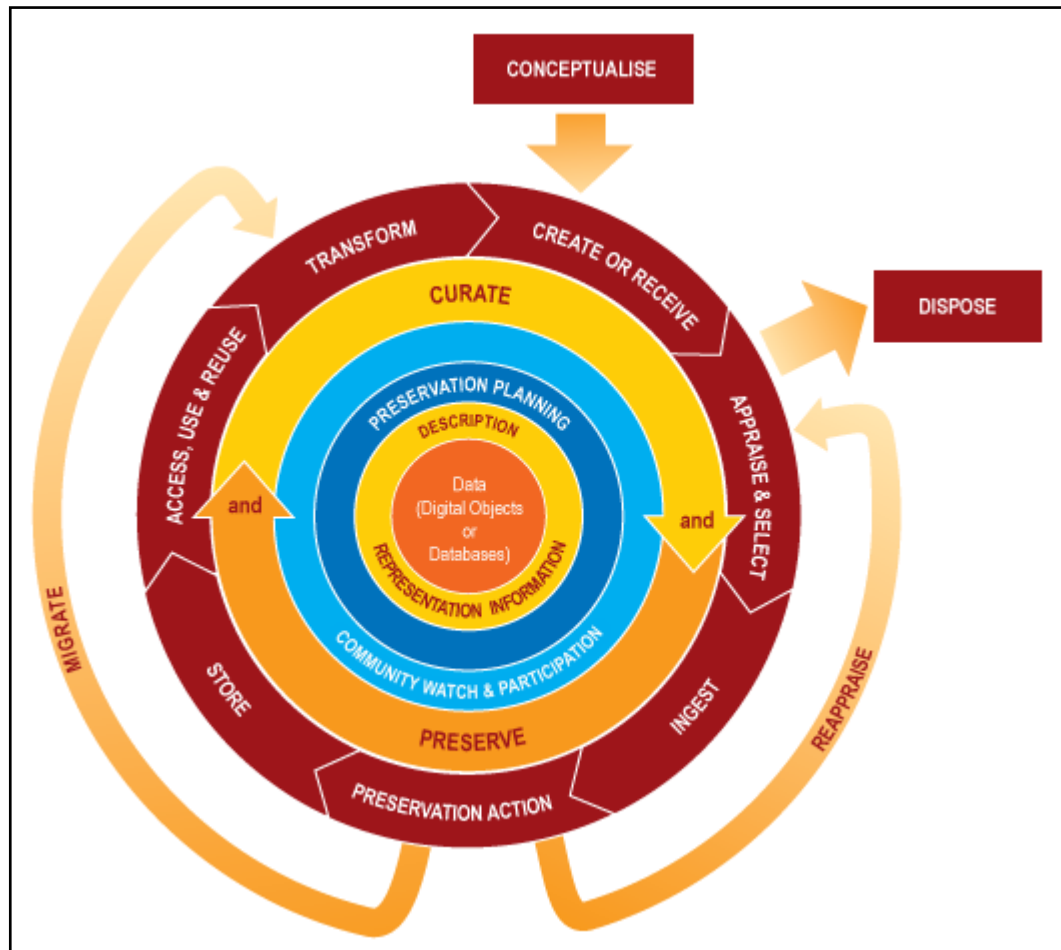 CONCEPTUALISE
CREATE OR RECEIVE
DISPOSE
APPRAISE & SELECT
INGEST
REAPPRAISE
PRESERVATION ACTION
MIGRATE
STORE
ACCESS, USE & REUSE
TRANSFORM
CURATE
and
PRESERVE
and
COMMUNITY WATCH & PARTICIPATION
PRESERVATION PLANNING
DESCRIPTION
REPRESENTATION INFORMATION
Data
(Digital Objects
or
Databases)